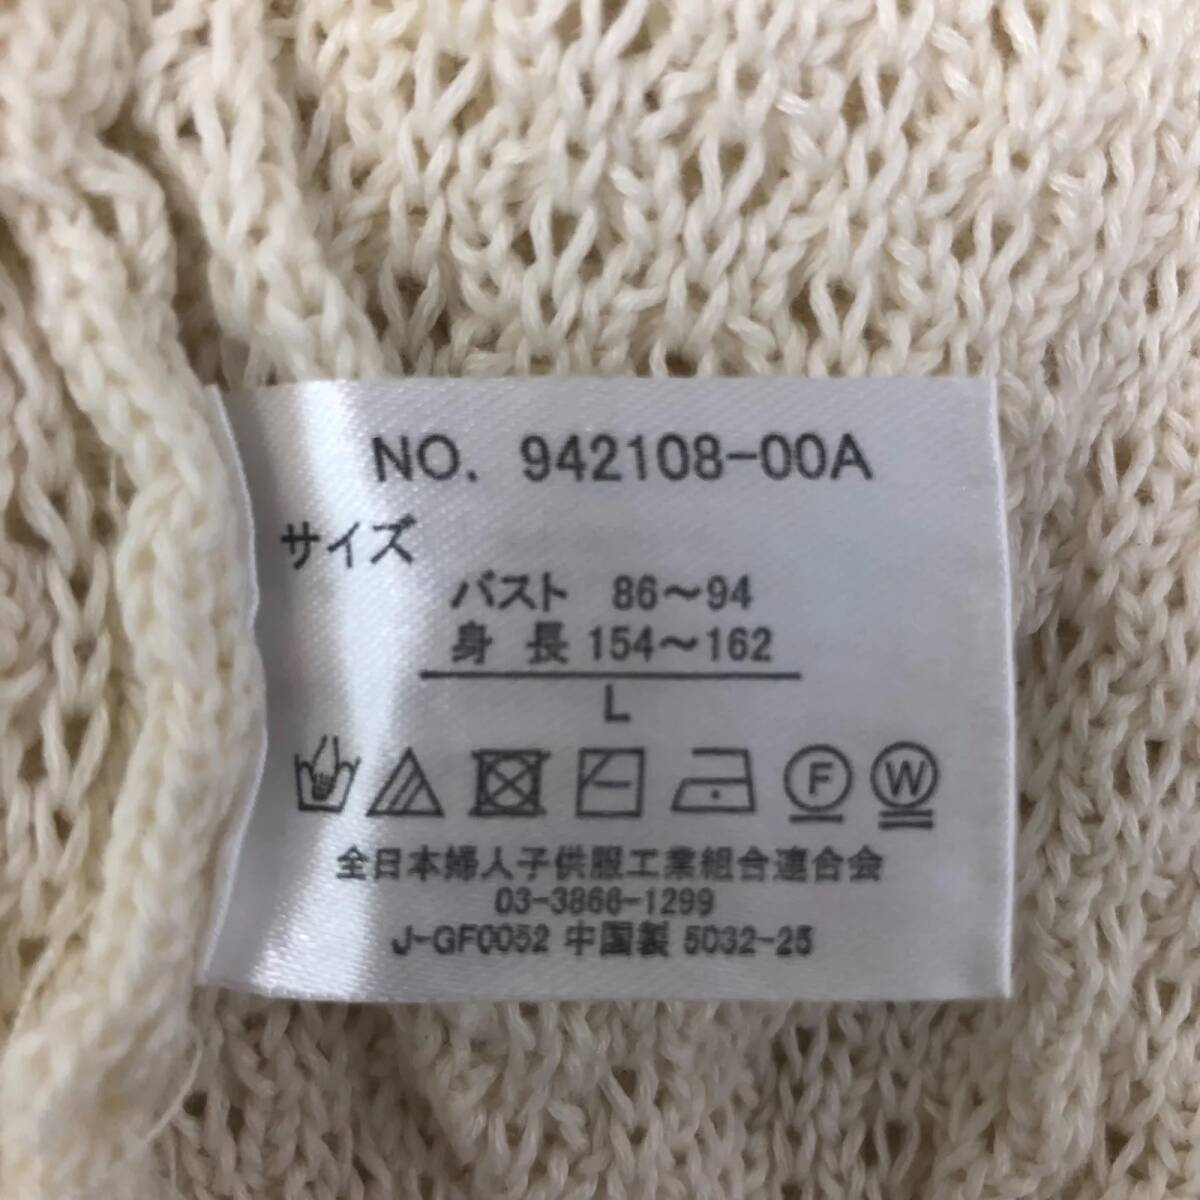 NO. 942108-00A
サイズ
バスト 86～94
身長 154～162
L
F W
全日本婦人子供服工業組合連合会
03-3866-1299
J-GF0052 中国製 5032-25